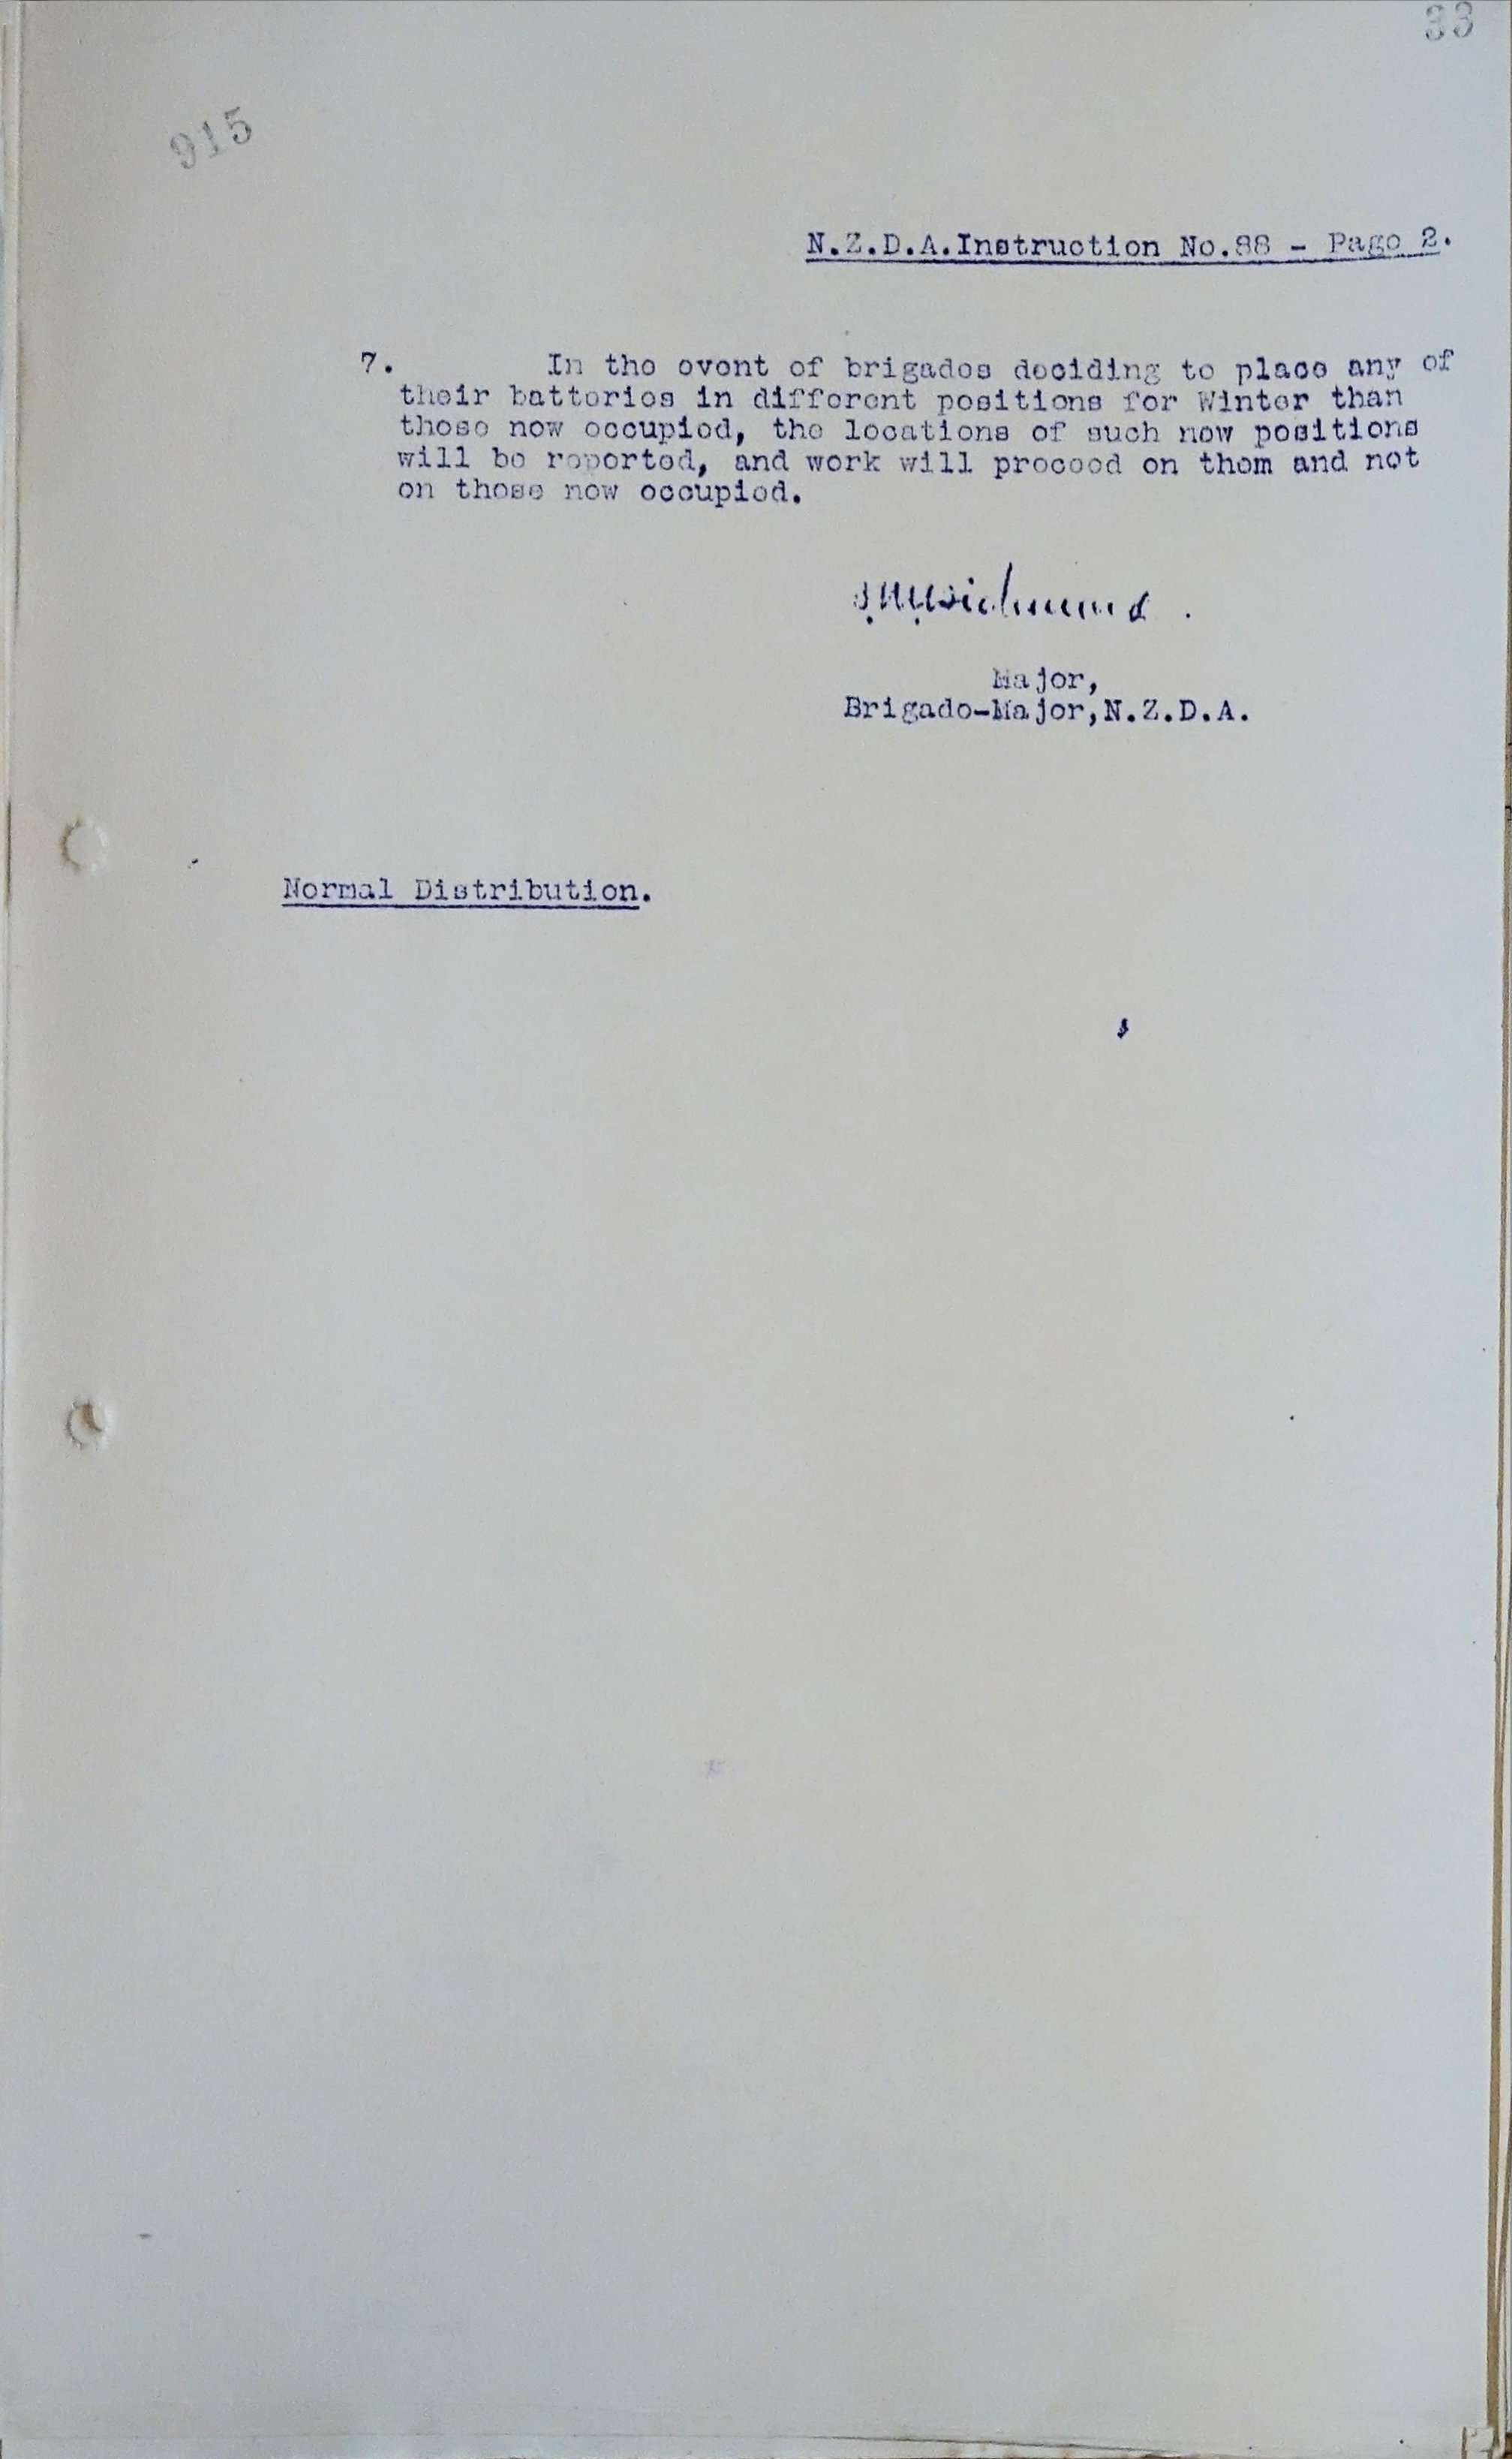 33
915
N.Z.D.A.Instruction No.88 - Page 2.
7. In the event of brigades deciding to place any of
their batteries in different positions for Winter than
those now occupied, the locations of such new positions
will be reported, and work will proceed on them and not
on those now occupied.
Major,
Brigade-Major,N.Z.D.A.
Normal Distribution.